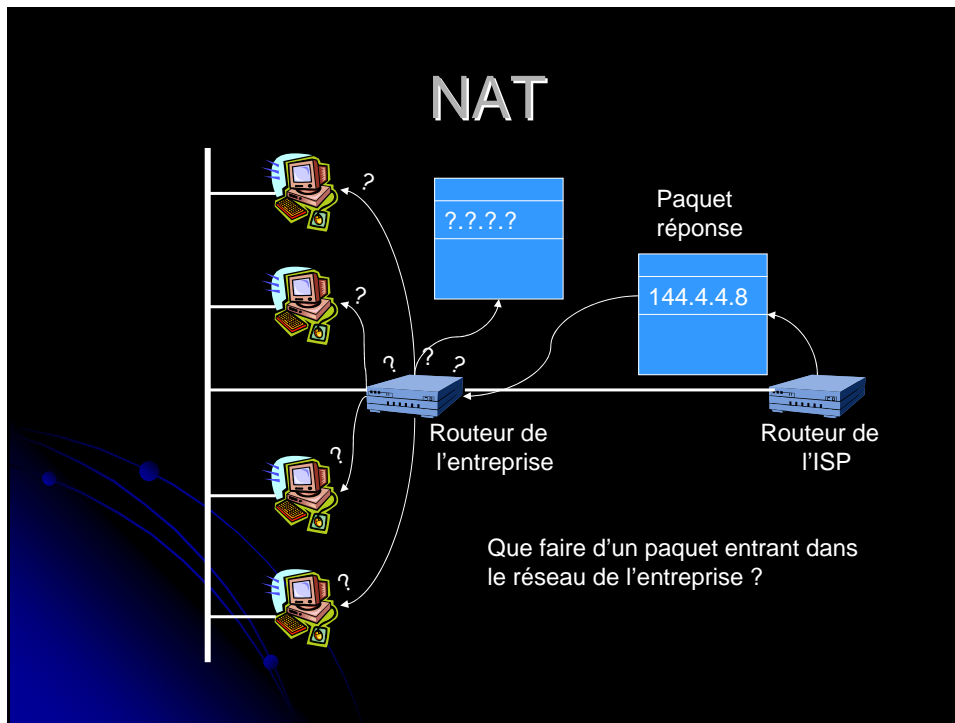 NAT
?
?.?.?.?
Paquet
réponse
144.4.4.8
?
? ? ?
Routeur de
l'entreprise
Routeur de
l'ISP
?
Que faire d'un paquet entrant dans
le réseau de l'entreprise ?
?